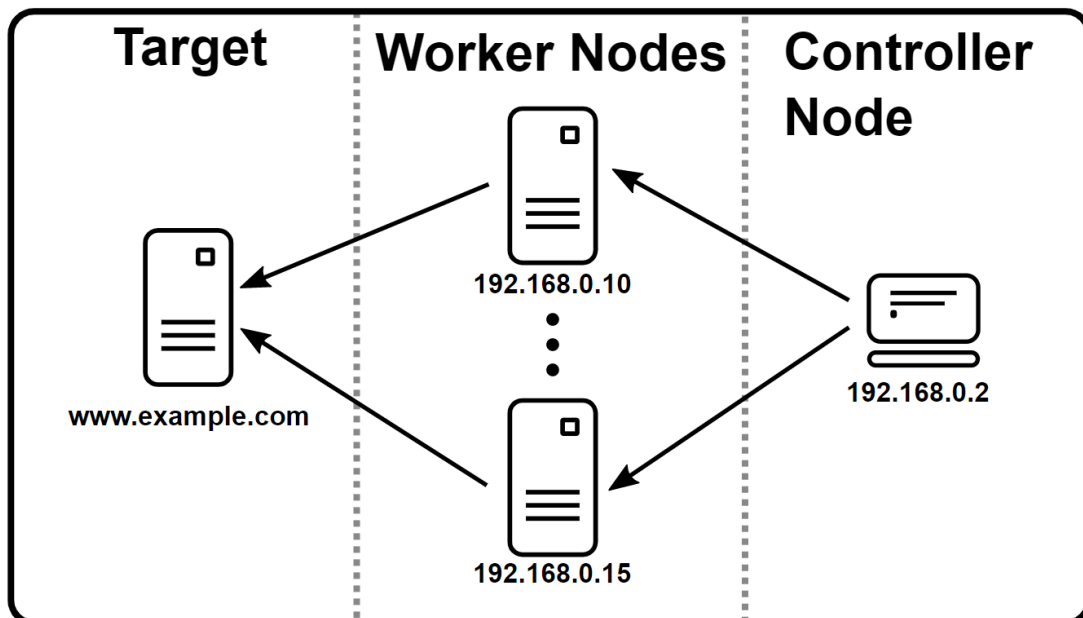 Target
Worker Nodes
Controller
Node
192.168.0.10
192.168.0.2
www.example.com
192.168.0.15